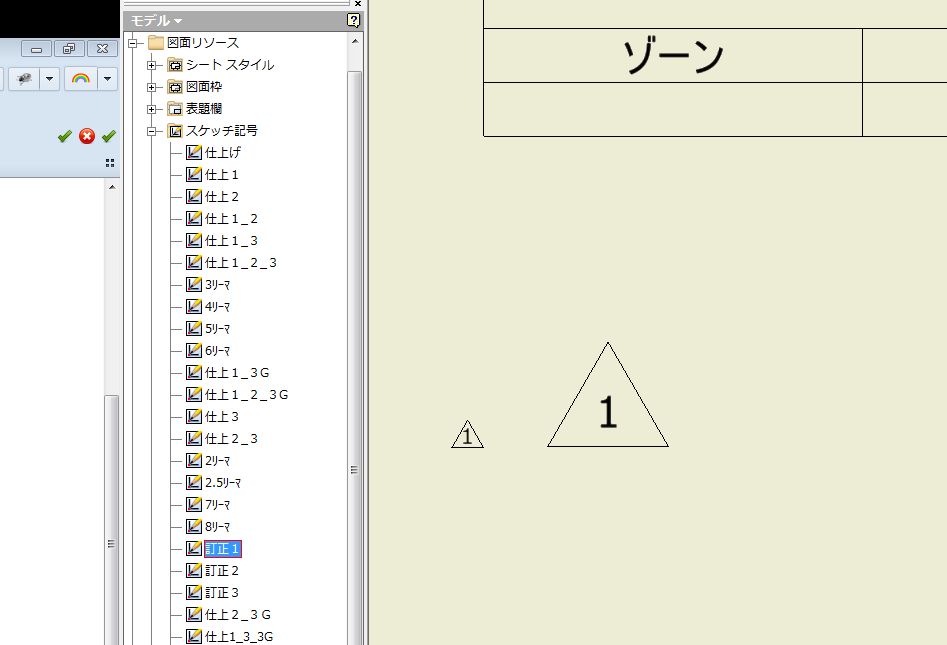 モデル
図面リソース
シート スタイル
図面枠
表題欄
スケッチ記号
仕上げ
仕上１
仕上２
仕上１_２
仕上１_３
仕上１_２_３
3ﾘｰﾏ
4ﾘｰﾏ
5ﾘｰﾏ
6ﾘｰﾏ
仕上１_３Ｇ
仕上１_２_３Ｇ
仕上３
仕上２_３
2ﾘｰﾏ
2.5ﾘｰﾏ
7ﾘｰﾏ
8ﾘｰﾏ
訂正１
訂正２
訂正３
仕上２_３Ｇ
仕上1_3_3G
ゾーン
1
1